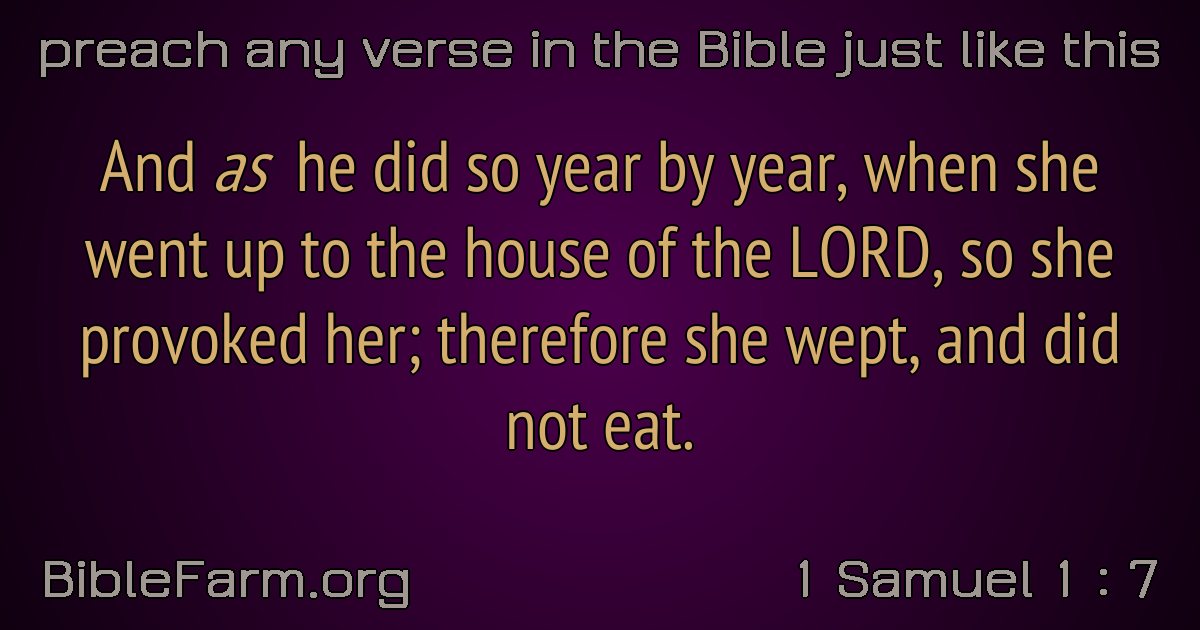 preach any verse in the Bible just like this
And as he did so year by year, when she
went up to the house of the LORD, so she
provoked her; therefore she wept, and did
not eat.
BibleFarm.org
1 Samuel 1 : 7